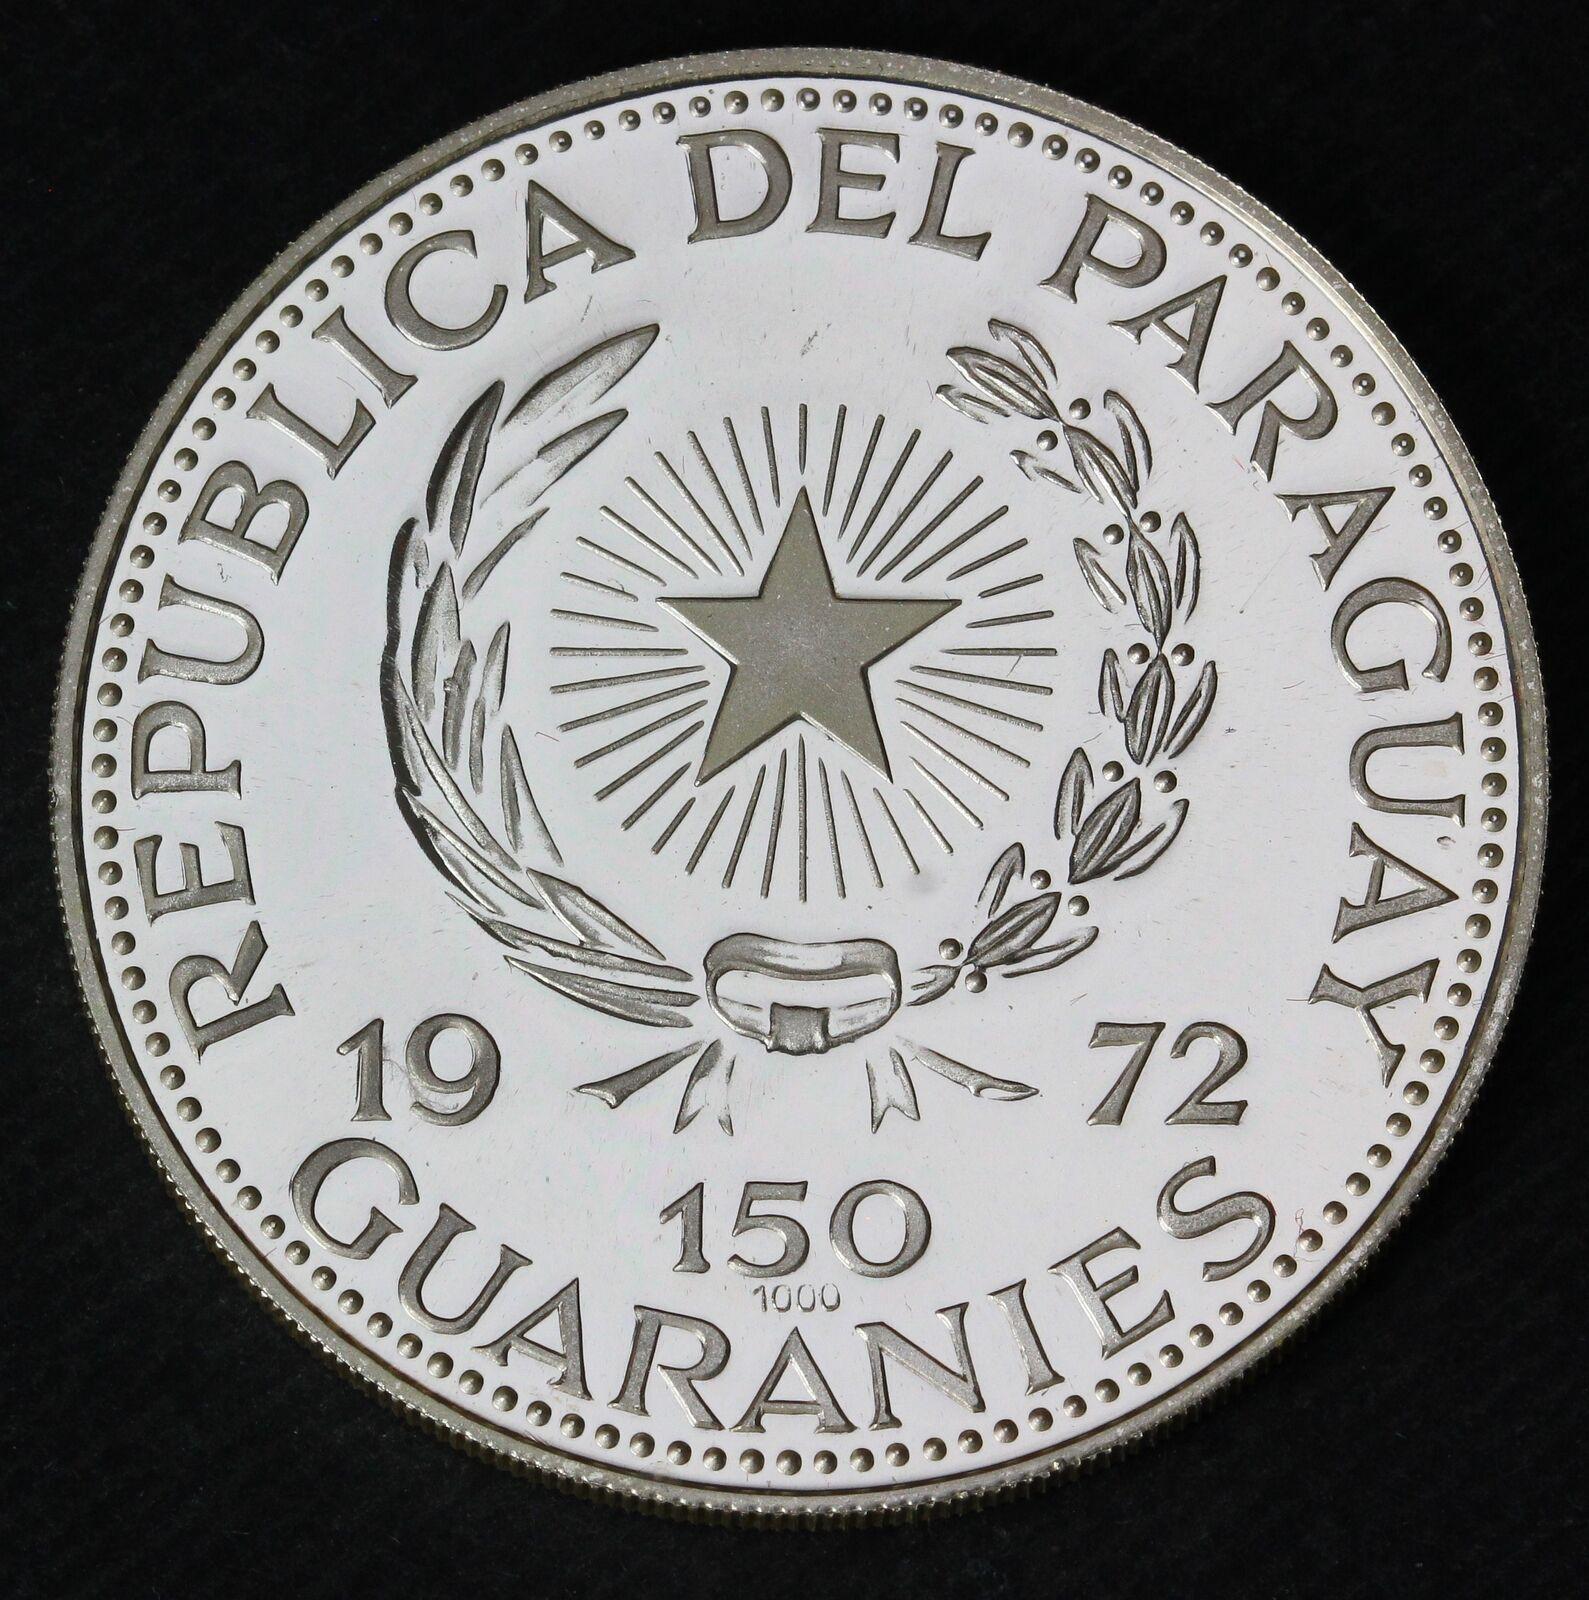 REPUBLICA DEL PARAGUAY
19 72
150
1000
GUARANIES